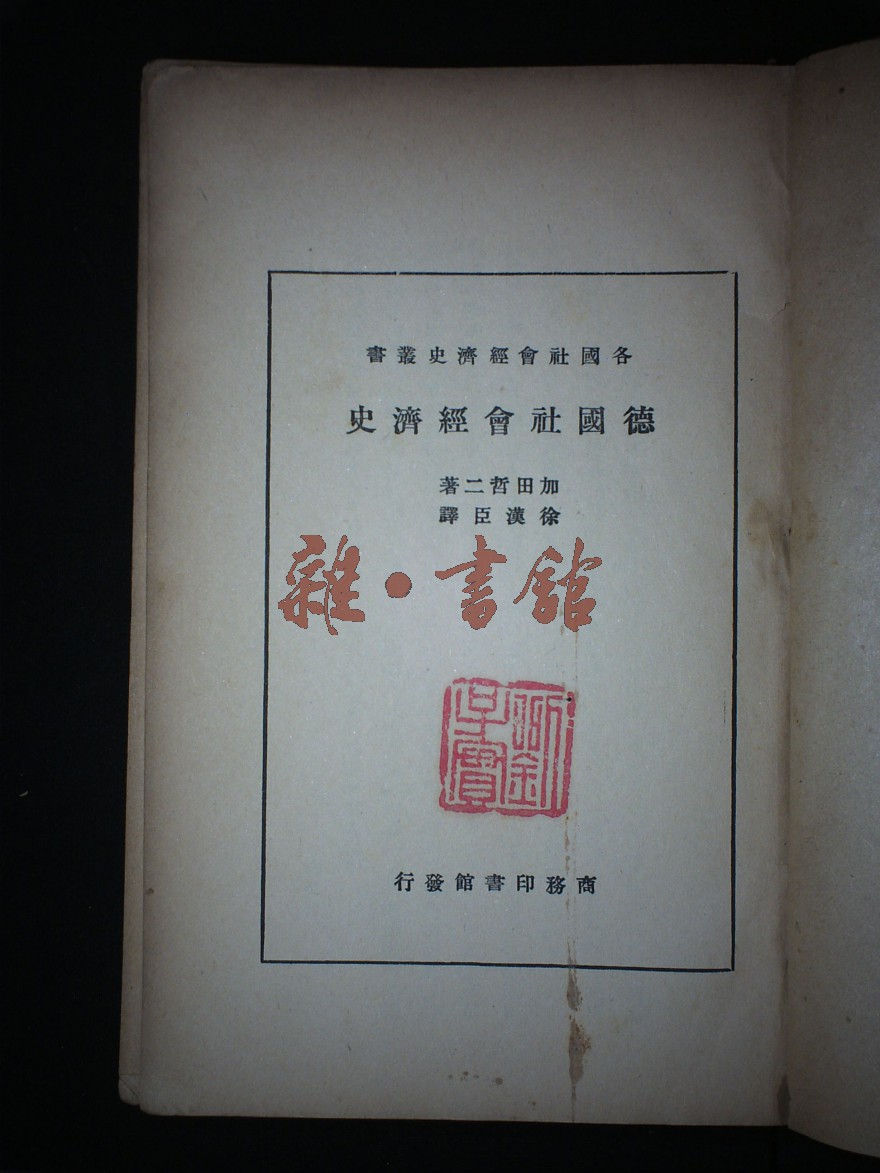 各國社會經濟史叢書
德國社會經濟史
加田哲二著
徐漢臣譯
雜·書舘
商務印書館發行